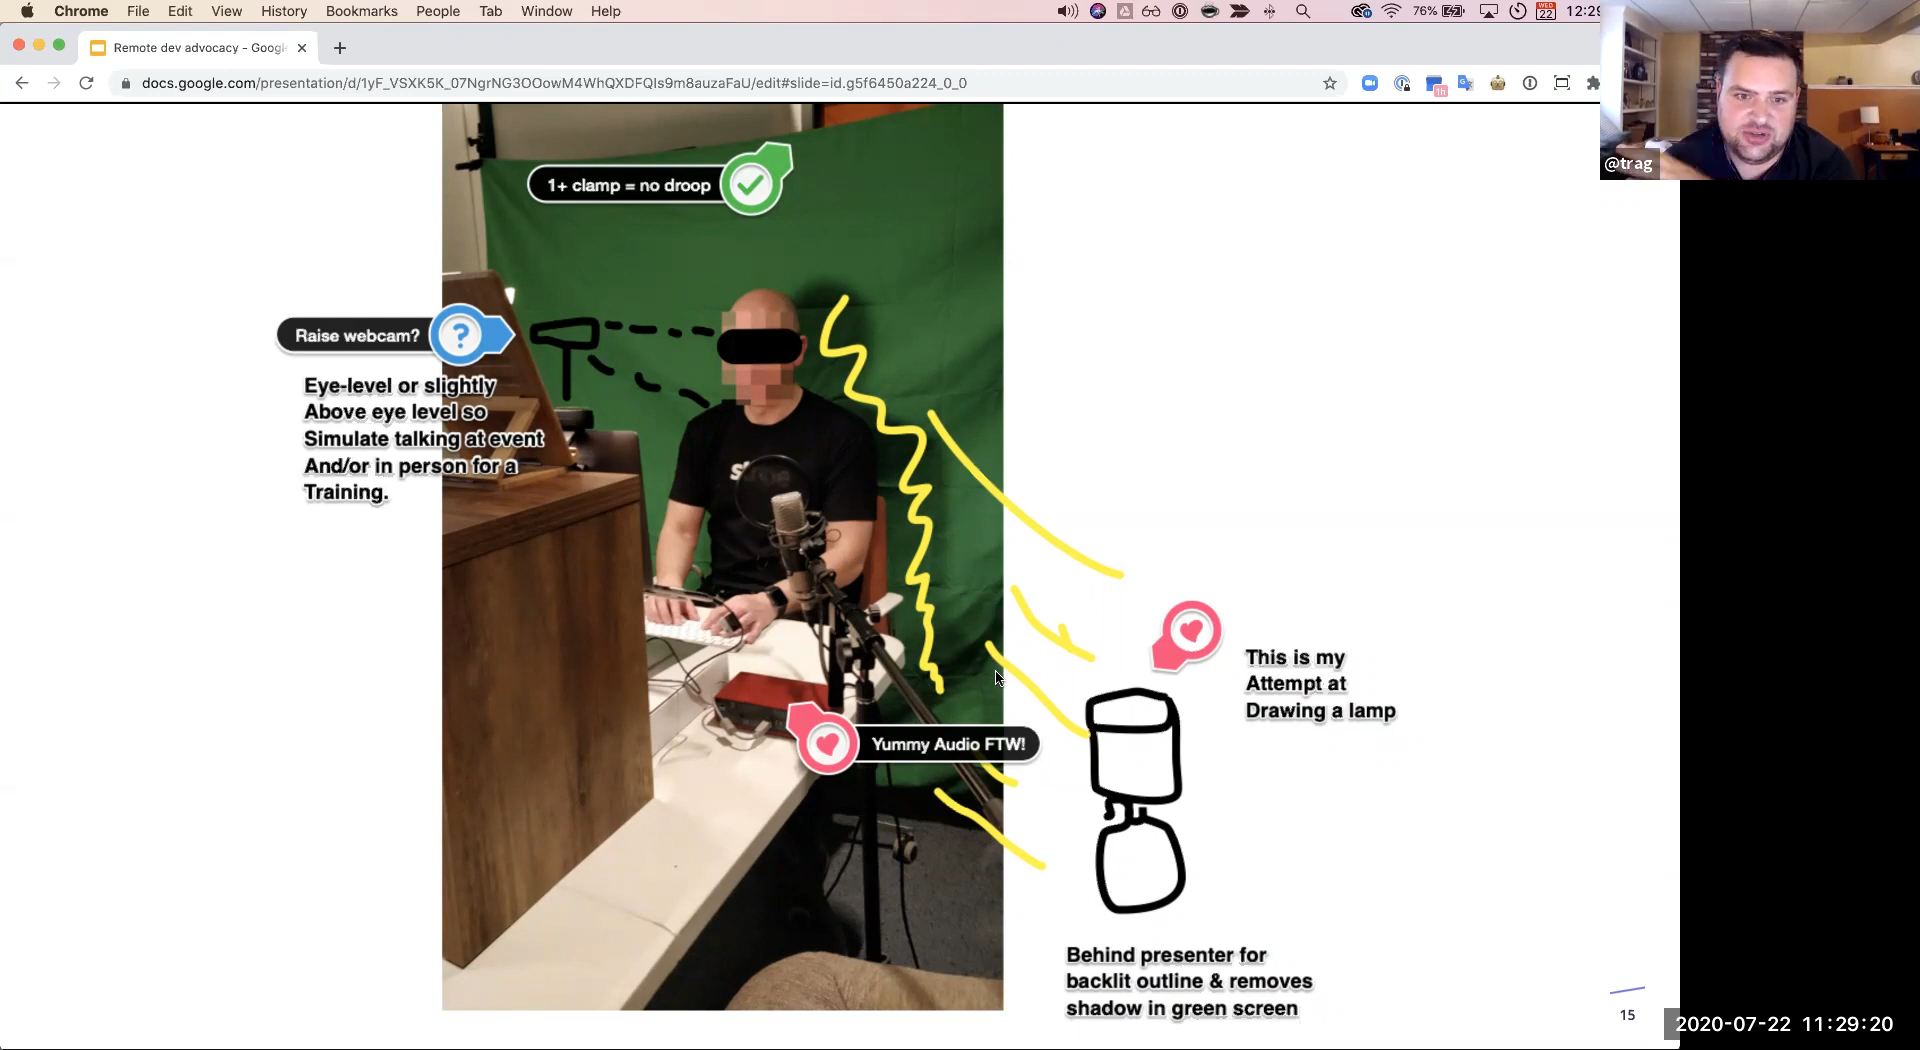 Chrome File Edit View History Bookmarks People Tab Window Help
76%
WED
22
12:29
Remote dev advocacy - Googl
docs.google.com/presentation/d/1yF_VSXK5K_07NgrNG3OOowM4WhQXDFQIs9m8auzaFaU/edit#slide=id.g5f6450a224_0_0
1h
@trag
1+ clamp = no droop
Raise webcam?
?
Eye-level or slightly
Above eye level so
Simulate talking at event
And/or in person for a
Training.
This is my
Attempt at
Drawing a lamp
Yummy Audio FTW!
Behind presenter for
backlit outline & removes
shadow in green screen
15
2020-07-22 11:29:20